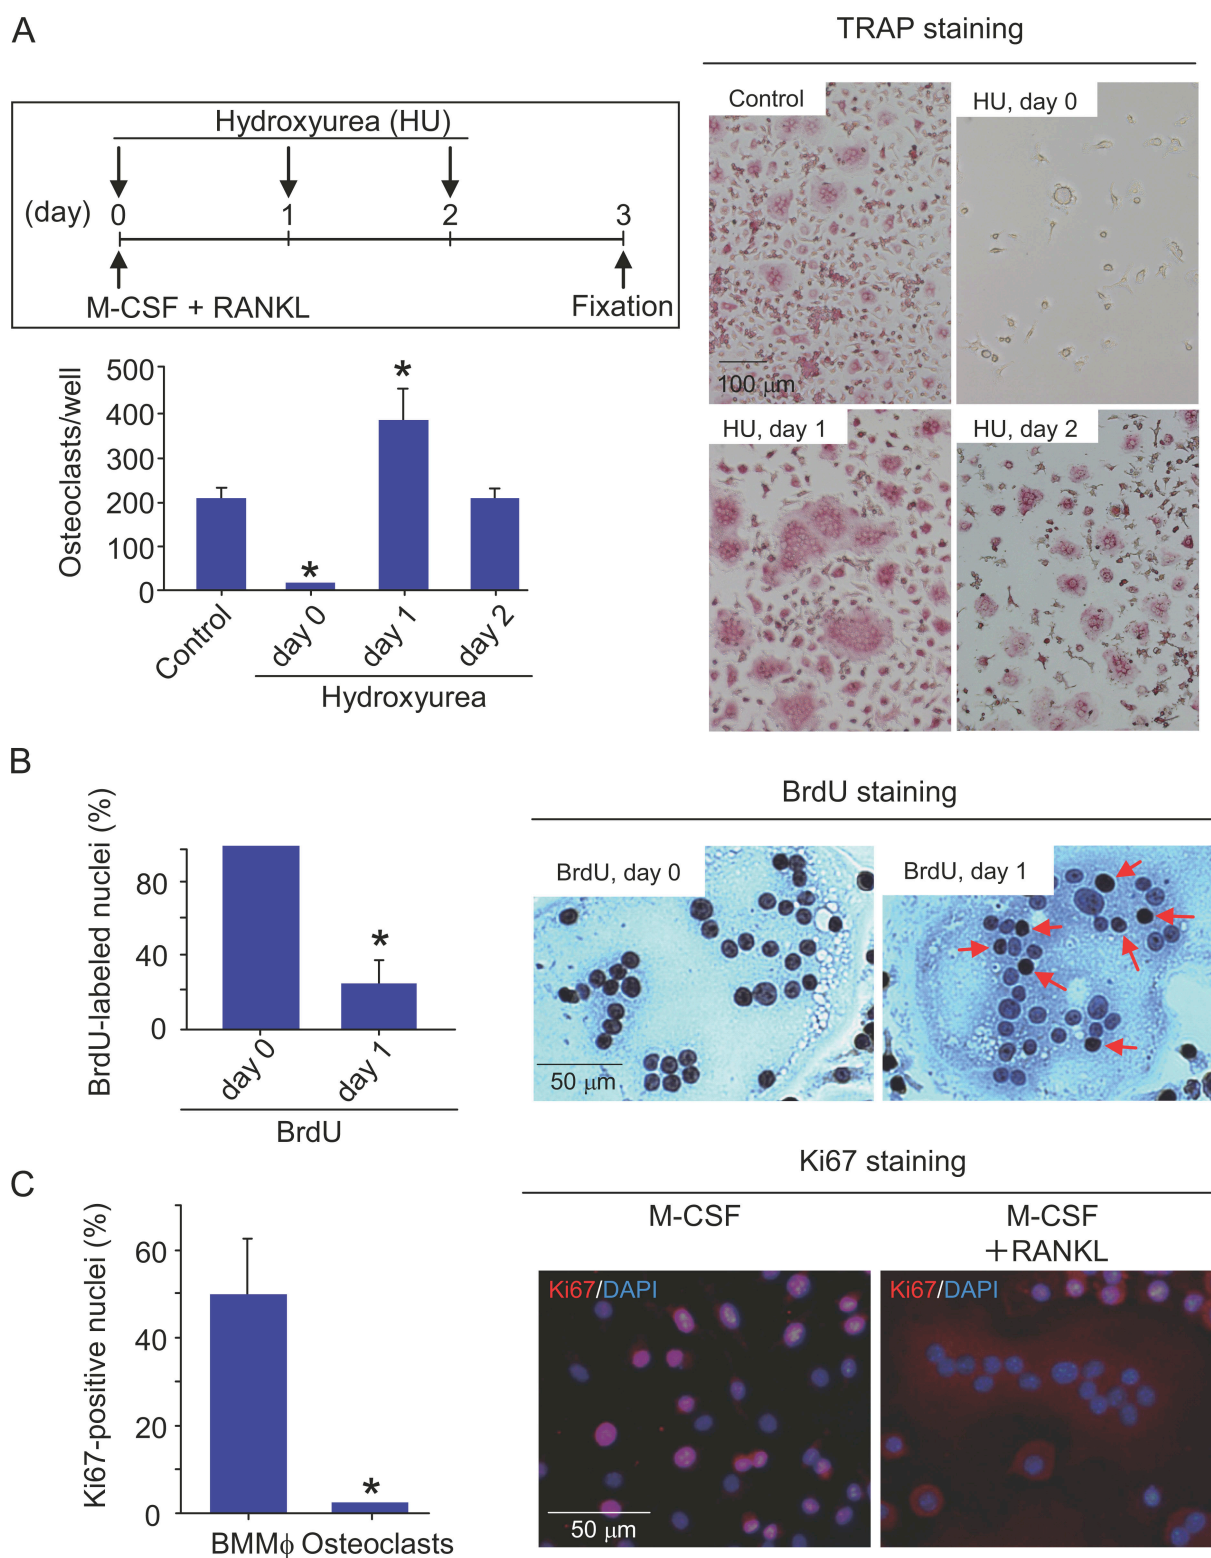 A
TRAP staining
Hydroxyurea (HU)
(day) 0 1 2 3
M-CSF + RANKL Fixation
Control
HU, day 0
100 μm
HU, day 1
HU, day 2
Osteoclasts/well
500
400
300
200
100
0
*
*
Control
day 0
day 1
day 2
Hydroxyurea
B
BrdU staining
BrdU-labeled nuclei (%)
80
40
0
*
day 0
day 1
BrdU
BrdU, day 0
BrdU, day 1
50 μm
C
Ki67 staining
Ki67-positive nuclei (%)
60
40
20
0
*
BMMϕ Osteoclasts
M-CSF
M-CSF
+RANKL
Ki67/DAPI
Ki67/DAPI
50 μm